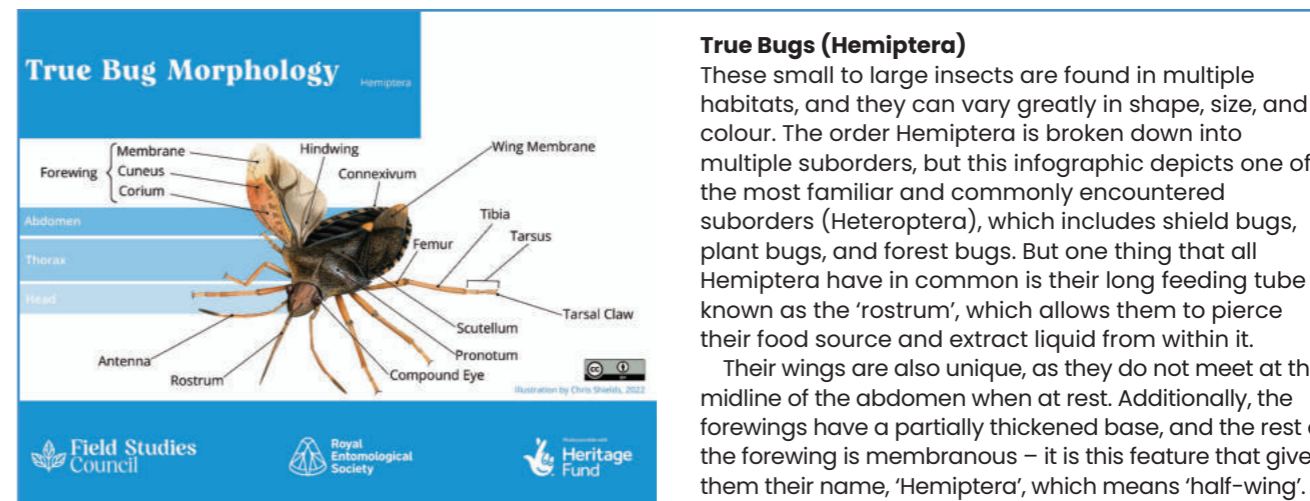 True Bug Morphology
Hemiptera
Membrane
Forewing
Cuneus
Corium
Hindwing
Connexivum
Wing Membrane
Abdomen
Thorax
Head
Tibia
Femur
Tarsus
Tarsal Claw
Scutellum
Pronotum
Compound Eye
Antenna
Rostrum
cc
Illustration by Chris Shields, 2022
Field Studies
Council
Royal
Entomological
Society
Heritage
Fund
True Bugs (Hemiptera)
These small to large insects are found in multiple
habitats, and they can vary greatly in shape, size, and
colour. The order Hemiptera is broken down into
multiple suborders, but this infographic depicts one of
the most familiar and commonly encountered
suborders (Heteroptera), which includes shield bugs,
plant bugs, and forest bugs. But one thing that all
Hemiptera have in common is their long feeding tube
known as the ‘rostrum’, which allows them to pierce
their food source and extract liquid from within it.
Their wings are also unique, as they do not meet at th
midline of the abdomen when at rest. Additionally, the
forewings have a partially thickened base, and the rest
the forewing is membranous – it is this feature that give
them their name, ‘Hemiptera’, which means ‘half-wing’.